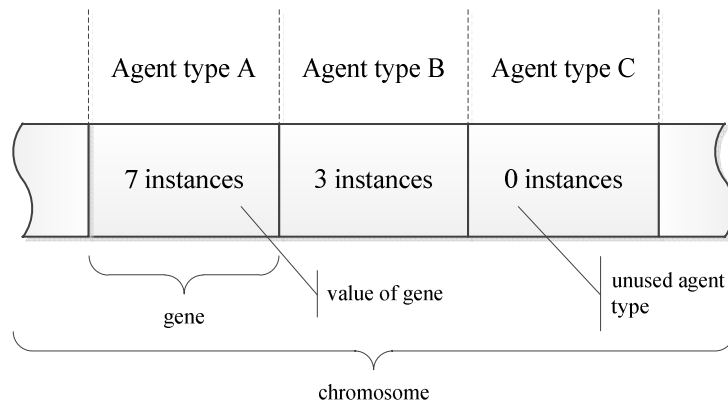 Agent type A
Agent type B
Agent type C
7 instances
3 instances
0 instances
value of gene
unused agent
type
gene
chromosome